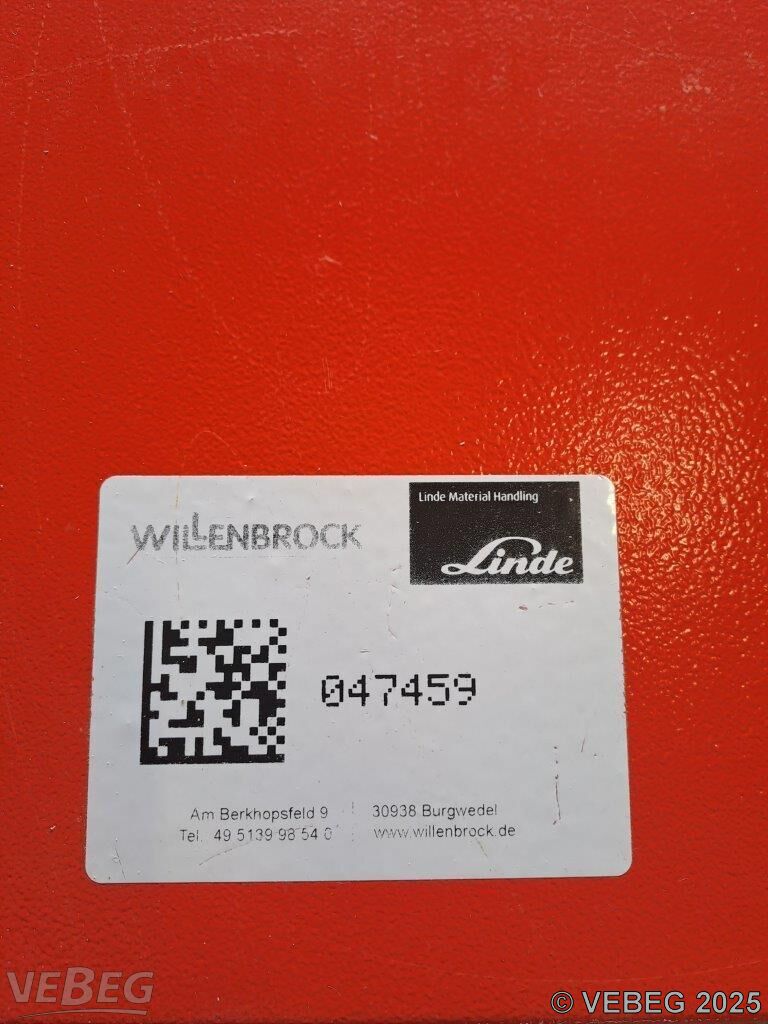 Linde Material Handling
WILLENBROCK
Linde
047459
Am Berkhopsfeld 9 30938 Burgwedel
Tel. 49 5139 98 54 0 www.willenbrock.de
VEBEG
© VEBEG 2025